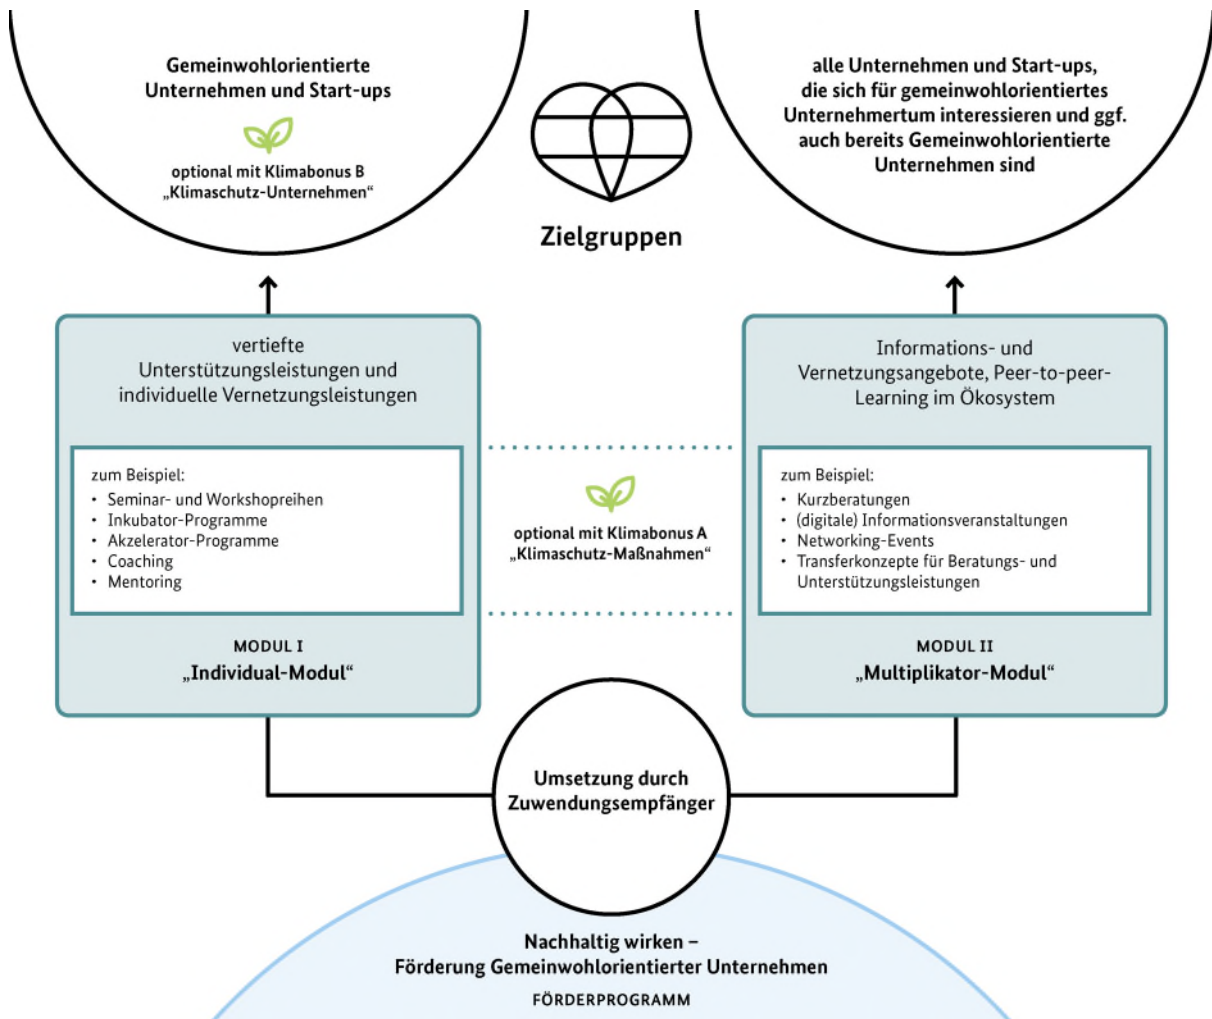 Gemeinwohlorientierte
Unternehmen und Start-ups
optional mit Klimabonus B
„Klimaschutz-Unternehmen“
Zielgruppen
alle Unternehmen und Start-ups,
die sich für gemeinwohlorientiertes
Unternehmertum interessieren und ggf.
auch bereits Gemeinwohlorientierte
Unternehmen sind
vertiefte
Unterstützungsleistungen und
individuelle Vernetzungsleistungen
zum Beispiel:
• Seminar- und Workshopreihen
• Inkubator-Programme
• Akzelerator-Programme
• Coaching
• Mentoring
MODUL I
„Individual-Modul“
optional mit Klimabonus A
„Klimaschutz-Maßnahmen“
Informations- und
Vernetzungsangebote, Peer-to-peer-
Learning im Ökosystem
zum Beispiel:
• Kurzberatungen
• (digitale) Informationsveranstaltungen
• Networking-Events
• Transferkonzepte für Beratungs- und
Unterstützungsleistungen
MODUL II
„Multiplikator-Modul“
Umsetzung durch
Zuwendungsempfänger
Nachhaltig wirken –
Förderung Gemeinwohlorientierter Unternehmen
FÖRDERPROGRAMM